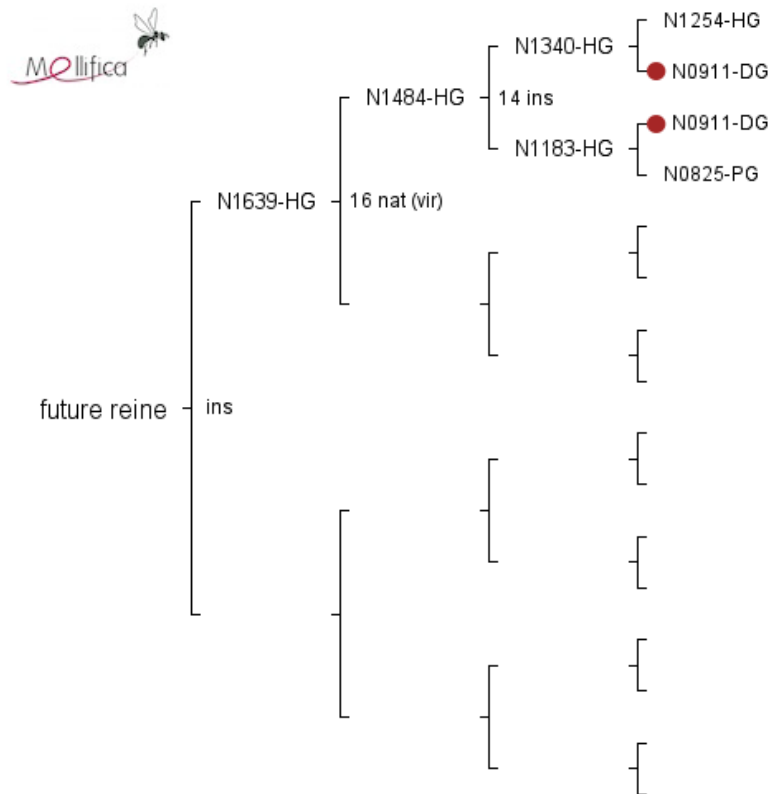 Mellifica
N1254-HG
N1340-HG
N0911-DG
N1484-HG
14 ins
N0911-DG
N1183-HG
N0825-PG
N1639-HG
16 nat (vir)
future reine
ins